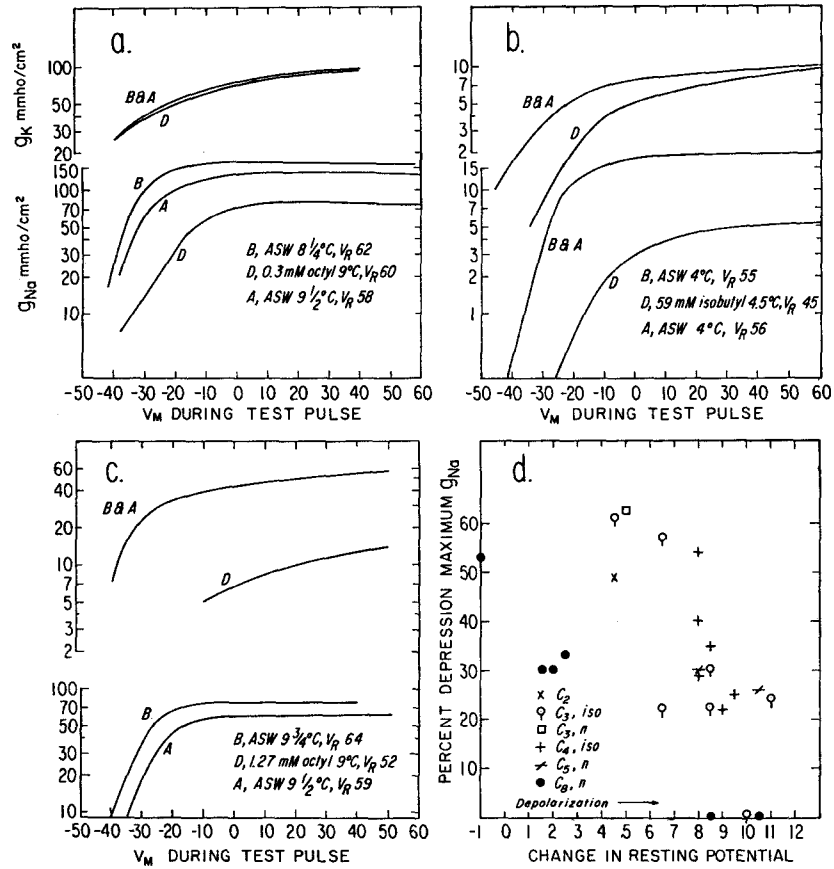 a.
g_K mmho/cm²
100
50
30
20
B&A
D
g_Na mmho/cm²
150
100
70
50
30
20
10
B
A
D
B, ASW 8 1/4°C, V_R 62
D, 0.3 mM octyl 9°C, V_R 60
A, ASW 9 1/2°C, V_R 58
-50 -40 -30 -20 -10 0 10 20 30 40 50 60
V_M DURING TEST PULSE
b.
10
7
5
3
2
B&A
D
15
10
7
5
3
2
1
B&A
D
B, ASW 4°C, V_R 55
D, 59 mM isobutyl 4.5°C, V_R 45
A, ASW 4°C, V_R 56
-50 -40 -30 -20 -10 0 10 20 30 40 50 60
V_M DURING TEST PULSE
c.
60
40
20
10
7
5
3
2
B&A
D
100
70
50
30
20
10
B
A
B, ASW 9 3/4°C, V_R 64
D, 1.27 mM octyl 9°C, V_R 52
A, ASW 9 1/2°C, V_R 59
-50 -40 -30 -20 -10 0 10 20 30 40 50 60
V_M DURING TEST PULSE
d.
PERCENT DEPRESSION MAXIMUM g_Na
60
50
40
30
20
10
C₂
C₃, iso
C₃, n
C₄, iso
C₅, n
C₈, n
Depolarization →
-1 0 1 2 3 4 5 6 7 8 9 10 11 12
CHANGE IN RESTING POTENTIAL